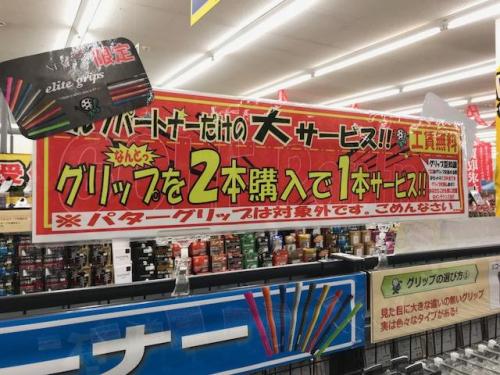 限定
elite grips
パートナーだけの大サービス!!
工賃無料
なんとっ
グリップを2本購入で1本サービス!!
※パターグリップは対象外です。ごめんなさい
グリップの選び方
見た目に大きな違いの無いグリップ
実は色々なタイプがある!
ーナー